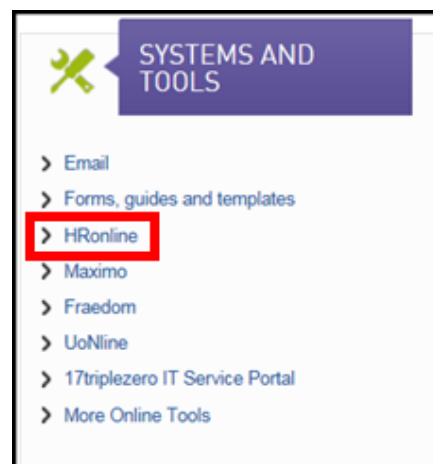 SYSTEMS AND
TOOLS
Email
Forms, guides and templates
HRonline
Maximo
Fraedom
UoNline
17triplezero IT Service Portal
More Online Tools